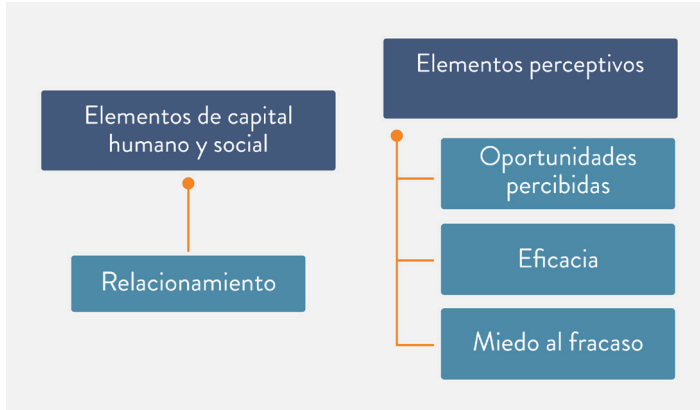 Elementos de capital
humano y social
Relacionamiento
Elementos perceptivos
Oportunidades
percibidas
Eficacia
Miedo al fracaso